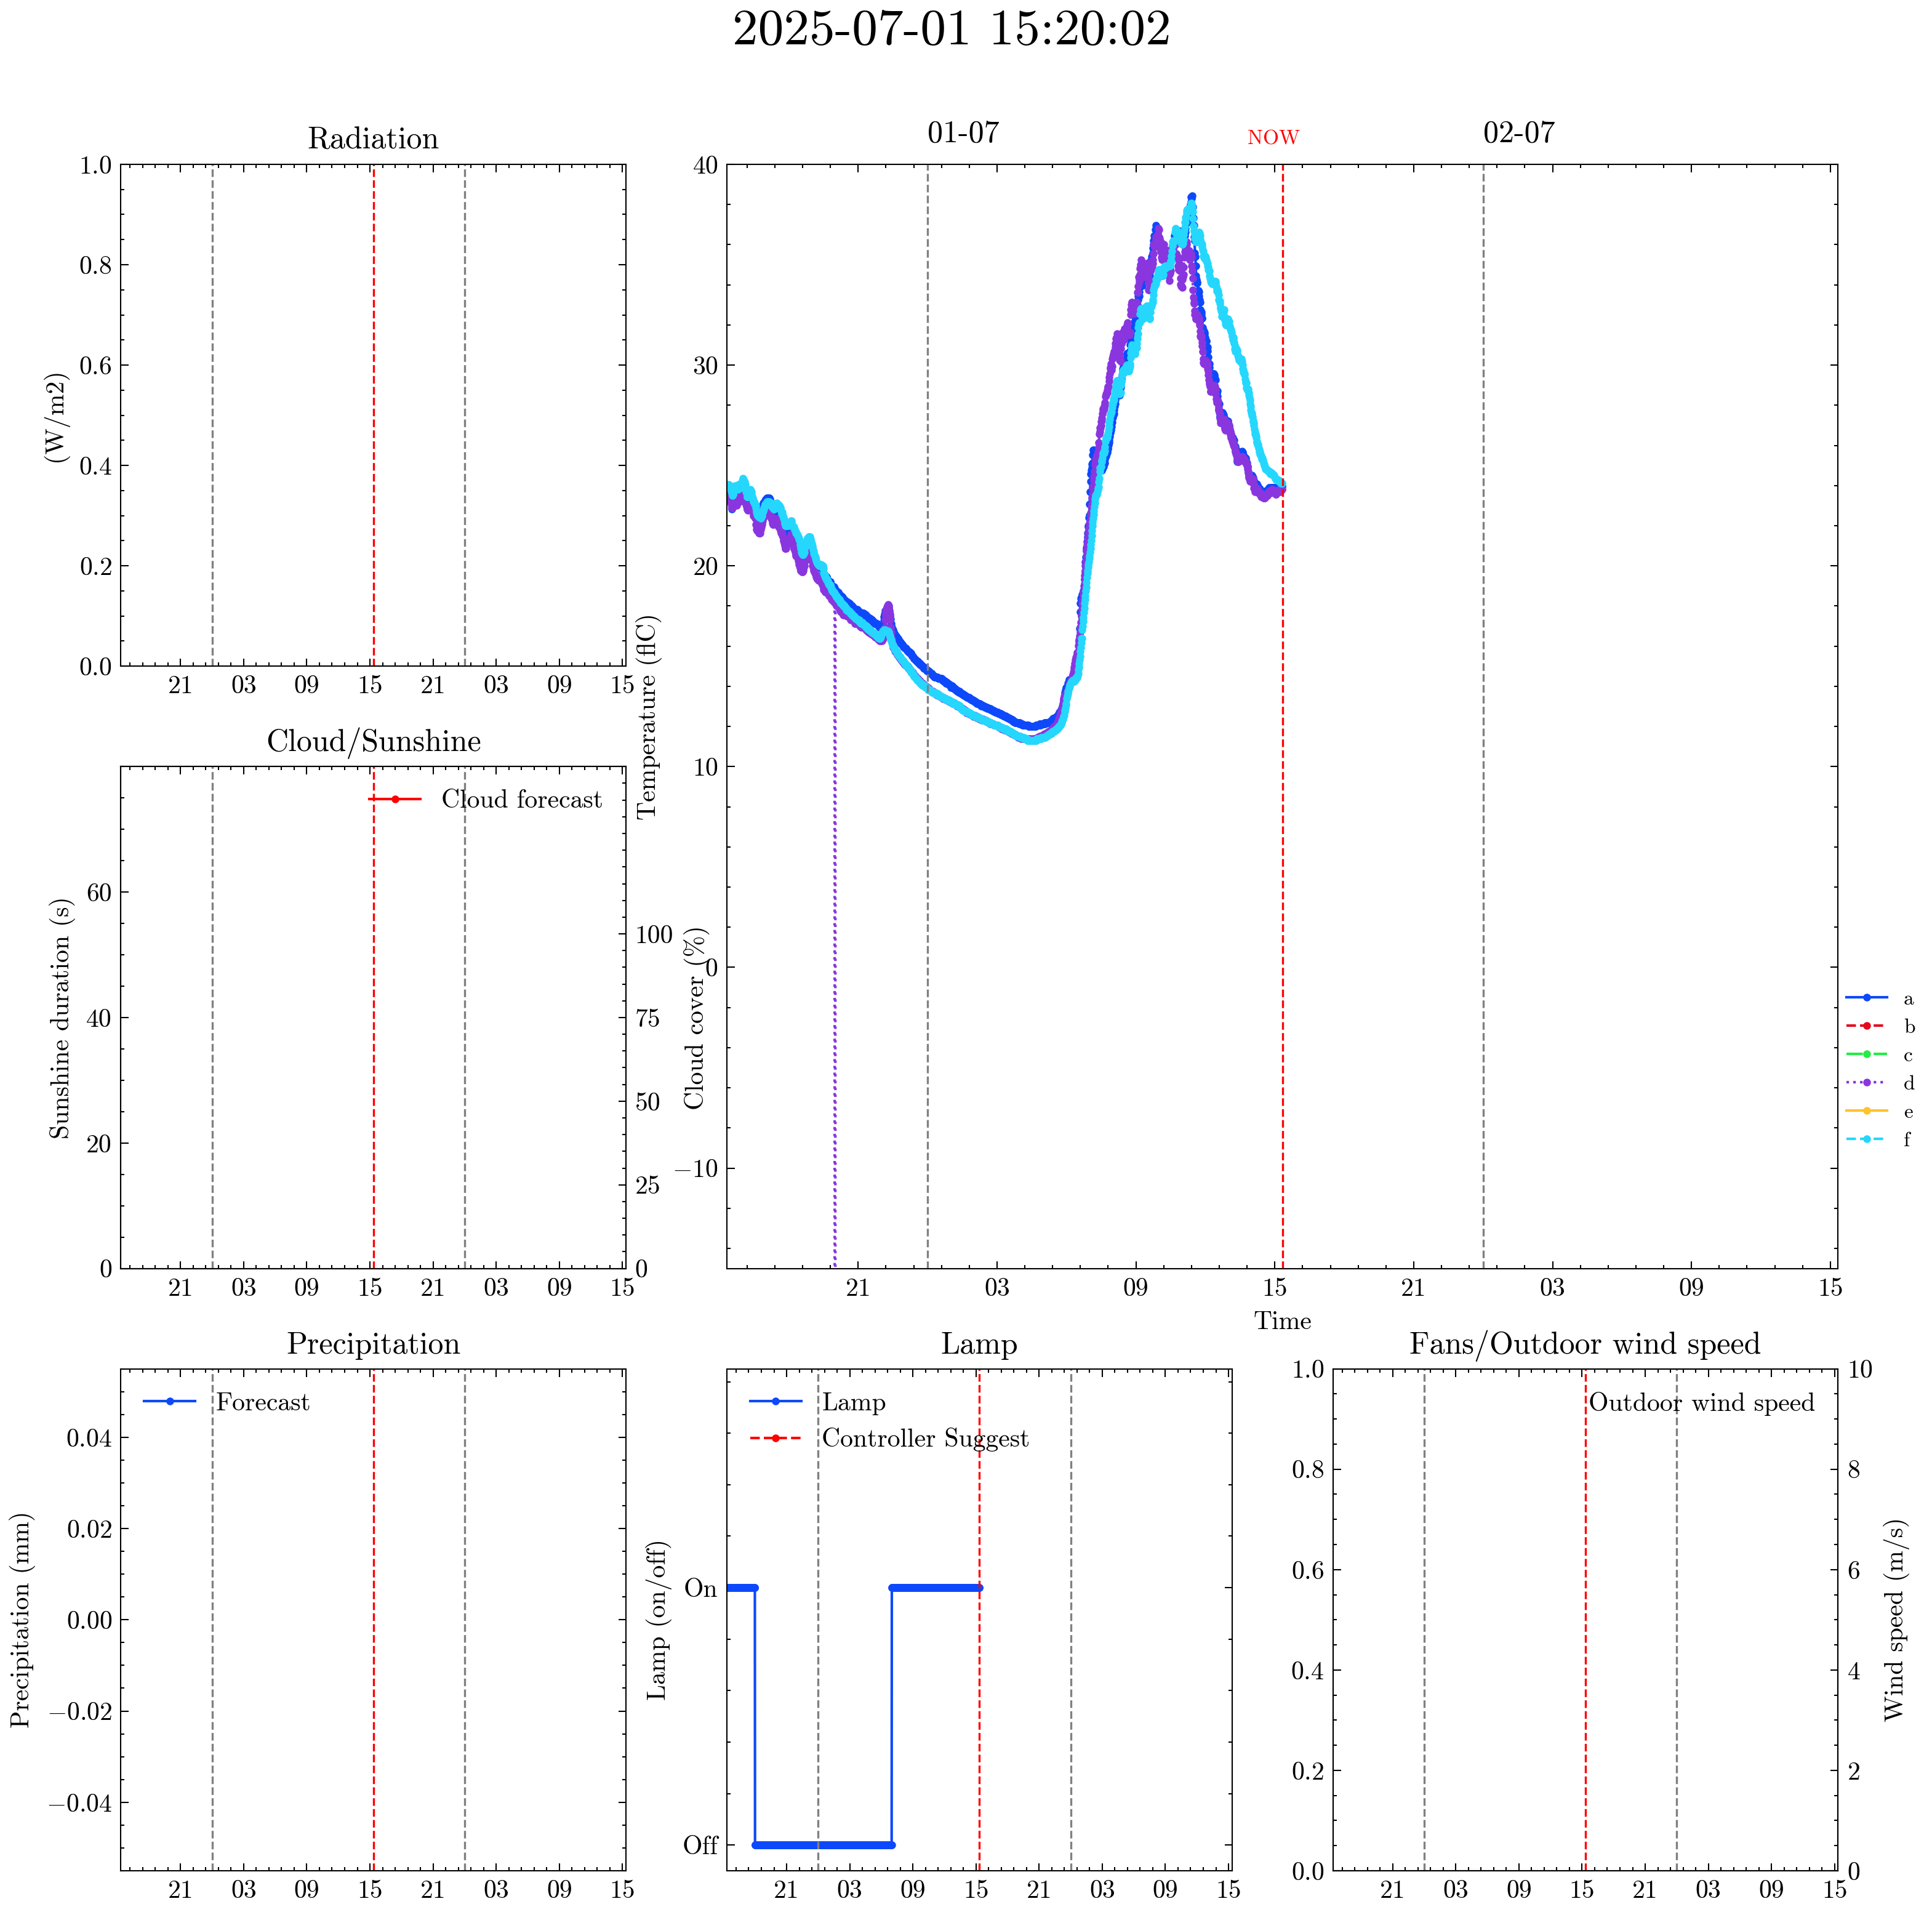 2025-07-01 15:20:02
Radiation
(W/m2)
1.0
0.8
0.6
0.4
0.2
0.0
21 03 09 15 21 03 09 15
01-07
NOW
02-07
Temperature (flC)
40
30
20
10
0
−10
21 03 09 15 21 03 09 15
Time
a
b
c
d
e
f
Cloud/Sunshine
Cloud forecast
Sunshine duration (s)
60
40
20
0
Cloud cover (%)
100
75
50
25
0
21 03 09 15 21 03 09 15
Precipitation
Forecast
Precipitation (mm)
0.04
0.02
0.00
−0.02
−0.04
21 03 09 15 21 03 09 15
Lamp
Lamp
Controller Suggest
Lamp (on/off)
On
Off
21 03 09 15 21 03 09 15
Fans/Outdoor wind speed
Outdoor wind speed
1.0
0.8
0.6
0.4
0.2
0.0
10
8
6
4
2
0
Wind speed (m/s)
21 03 09 15 21 03 09 15